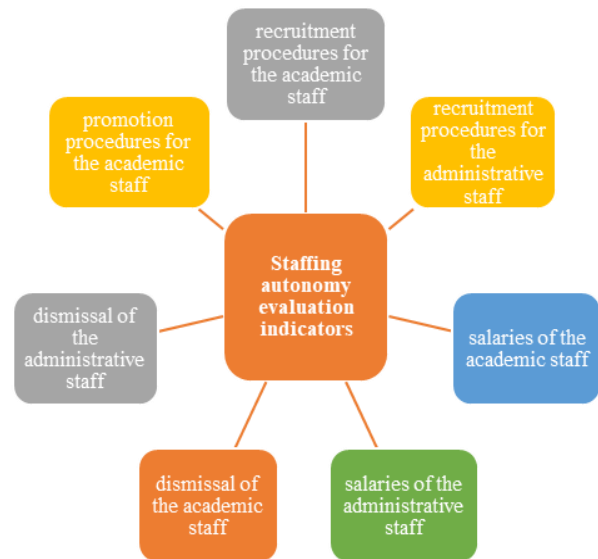 recruitment
procedures for
the academic
staff
recruitment
procedures for
the
administrative
staff
salaries of the
academic staff
salaries of the
administrative
staff
dismissal of
the academic
staff
dismissal of
the
administrative
staff
promotion
procedures for
the academic
staff
Staffing
autonomy
evaluation
indicators